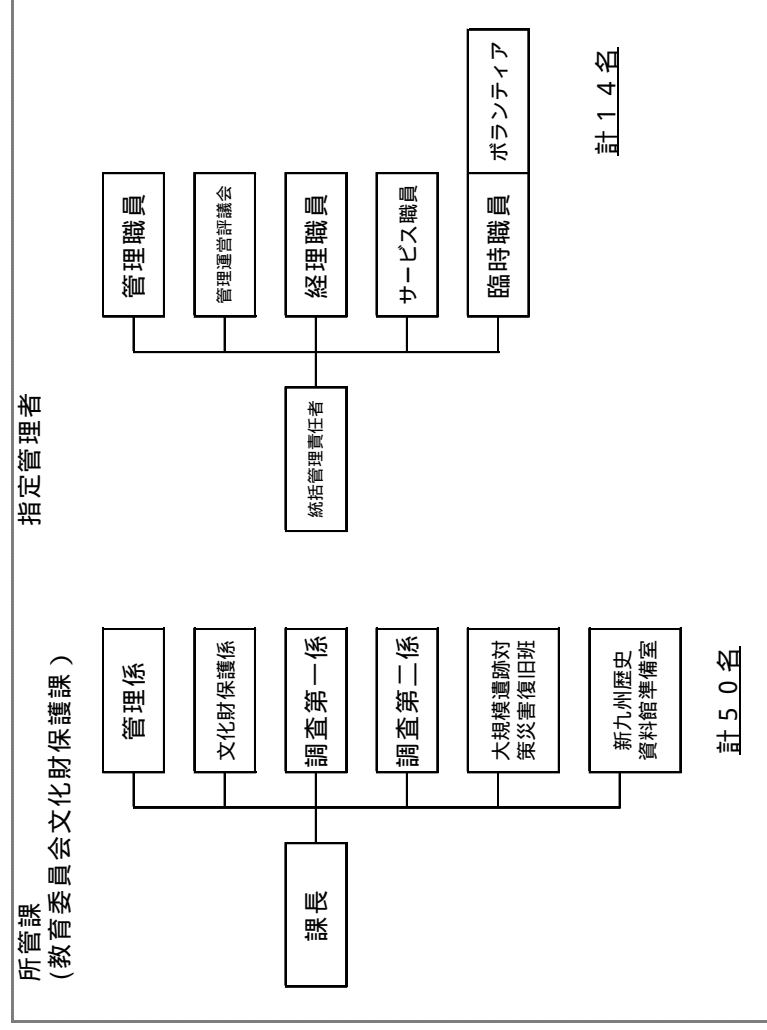 所管課
(教育委員会文化財保護課)
課長
管理係
文化財保護係
調査第一係
調査第二係
大規模遺跡対
策災害復旧班
新九州歴史
資料館準備室
計５０名
指定管理者
統括管理責任者
管理職員
管理運営評議会
経理職員
サービス職員
臨時職員
ボランティア
計１４名